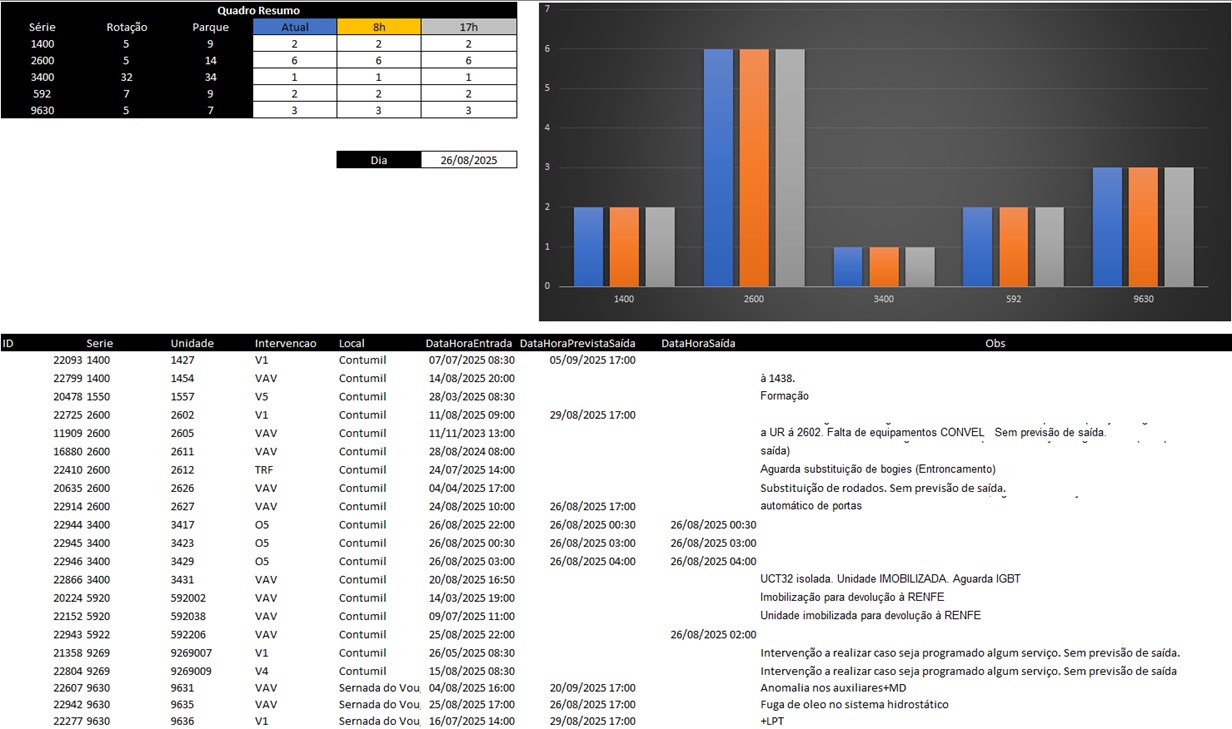 Quadro Resumo
Série Rotação Parque Atual 8h 17h
1400 5 9 2 2 2
2600 5 14 6 6 6
3400 32 34 1 1 1
592 7 9 2 2 2
9630 5 7 3 3 3
Dia 26/08/2025
7
6
5
4
3
2
1
0
1400 2600 3400 592 9630
ID Serie Unidade Intervencao Local DataHoraEntrada DataHoraPrevistaSaída DataHoraSaída Obs
22093 1400 1427 V1 Contumil 07/07/2025 08:30 05/09/2025 17:00
22799 1400 1454 VAV Contumil 14/08/2025 20:00 à 1438.
20478 1550 1557 V5 Contumil 28/03/2025 08:30 Formação
22725 2600 2602 V1 Contumil 11/08/2025 09:00 29/08/2025 17:00
11909 2600 2605 VAV Contumil 11/11/2023 13:00 a UR á 2602. Falta de equipamentos CONVEL Sem previsão de saída.
16880 2600 2611 VAV Contumil 28/08/2024 08:00 saída)
22410 2600 2612 TRF Contumil 24/07/2025 14:00 Aguarda substituição de bogies (Entroncamento)
20635 2600 2626 VAV Contumil 04/04/2025 17:00 Substituição de rodados. Sem previsão de saída.
22914 2600 2627 VAV Contumil 24/08/2025 10:00 26/08/2025 17:00 automático de portas
22944 3400 3417 O5 Contumil 26/08/2025 22:00 26/08/2025 00:30 26/08/2025 00:30
22945 3400 3423 O5 Contumil 26/08/2025 00:30 26/08/2025 03:00 26/08/2025 03:00
22946 3400 3429 O5 Contumil 26/08/2025 03:00 26/08/2025 04:00 26/08/2025 04:00
22866 3400 3431 VAV Contumil 20/08/2025 16:50 UCT32 isolada. Unidade IMOBILIZADA. Aguarda IGBT
20224 5920 592002 VAV Contumil 14/03/2025 19:00 Imobilização para devolução à RENFE
22152 5920 592038 VAV Contumil 09/07/2025 11:00 Unidade imobilizada para devolução à RENFE
22943 5922 592206 VAV Contumil 25/08/2025 22:00 26/08/2025 02:00
21358 9269 9269007 V1 Contumil 26/05/2025 08:30 Intervenção a realizar caso seja programado algum serviço. Sem previsão de saída.
22804 9269 9269009 V4 Contumil 15/08/2025 08:30 Intervenção a realizar caso seja programado algum serviço. Sem previsão de saída
22607 9630 9631 VAV Sernada do Vou 04/08/2025 16:00 20/09/2025 17:00 Anomalia nos auxiliares+MD
22942 9630 9635 VAV Sernada do Vou 25/08/2025 17:00 26/08/2025 17:00 Fuga de oleo no sistema hidrostático
22277 9630 9636 V1 Sernada do Vou 16/07/2025 14:00 29/08/2025 17:00 +LPT